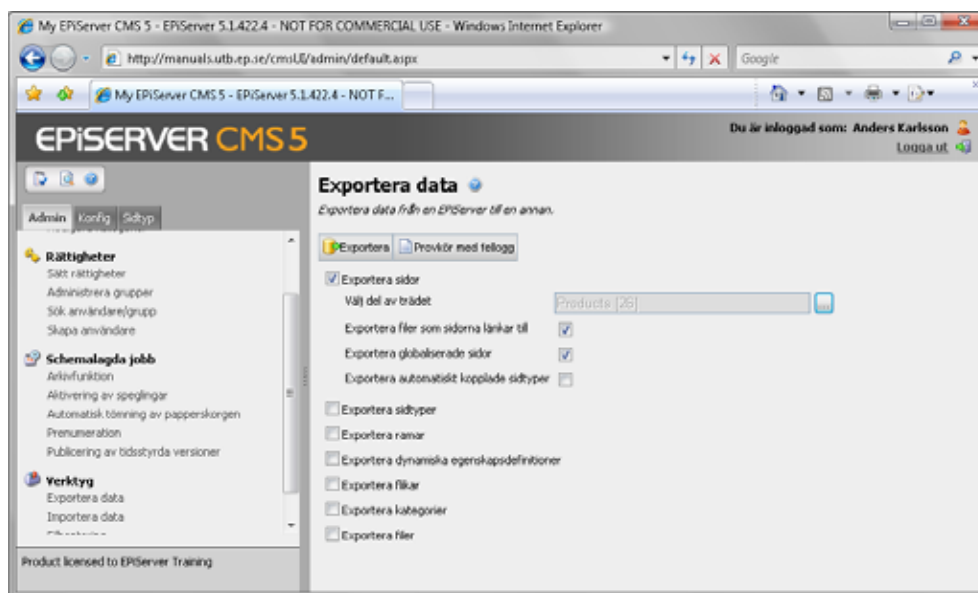 My EPiServer CMS 5 - EPiServer 5.1.422.4 - NOT FOR COMMERCIAL USE - Windows Internet Explorer
http://manuals.utb.ep.se/cmsUI/admin/default.aspx
Google
My EPiServer CMS 5 - EPiServer 5.1.422.4 - NOT F...
EPiSERVER CMS 5
Du är inloggad som: Anders Karlsson
Logga ut
Admin Konfig Sidtyp
Rättigheter
Sätt rättigheter
Administrera grupper
Sök användare/grupp
Skapa användare
Schemalagda jobb
Arkivfunktion
Aktivering av speglingar
Automatisk tömning av papperskorgen
Prenumeration
Publicering av tidsstyrda versioner
Verktyg
Exportera data
Importera data
Product licensed to EPiServer Training
Exportera data
Exportera data från en EPiServer till en annan.
Exportera Provkör med fellogg
Exportera sidor
Välj del av trädet Products [26] ...
Exportera filer som sidorna länkar till
Exportera globaliserade sidor
Exportera automatiskt kopplade sidtyper
Exportera sidtyper
Exportera ramar
Exportera dynamiska egenskapsdefinitioner
Exportera flikar
Exportera kategorier
Exportera filer